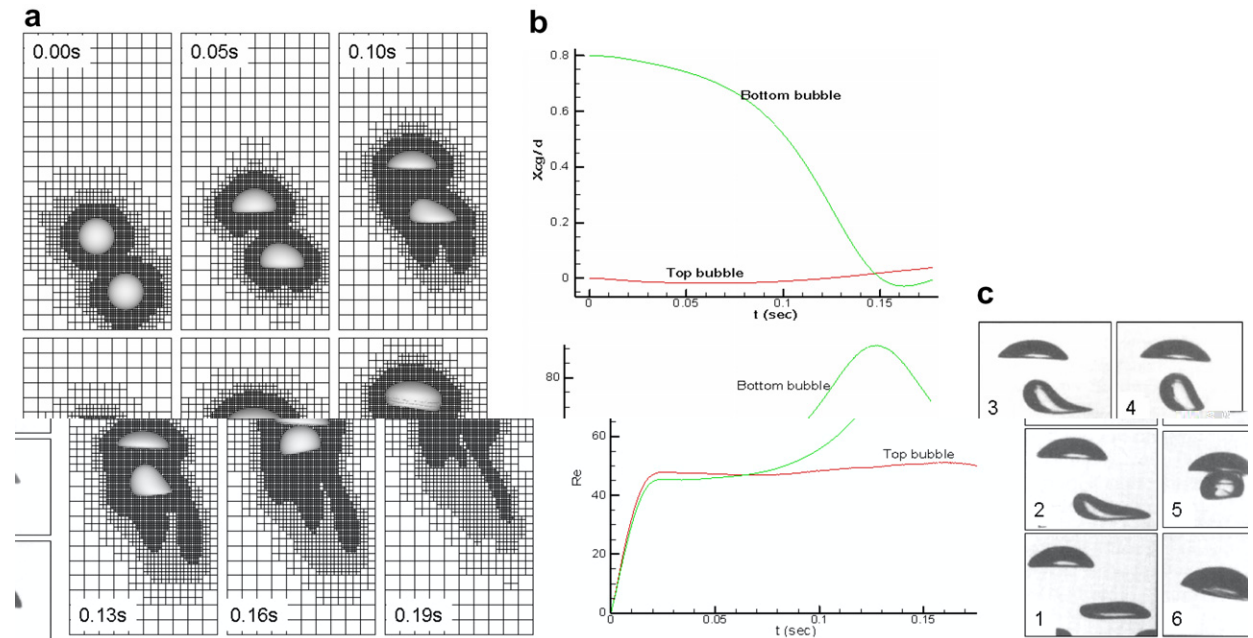 a
0.00s
0.05s
0.10s
0.13s
0.16s
0.19s
b
0.8
0.6
0.4
0.2
0
Xcg/d
Bottom bubble
Top bubble
0
0.05
0.1
0.15
t (sec)
80
60
40
20
0
Re
Bottom bubble
Top bubble
0
0.05
0.1
0.15
t (sec)
c
3
4
2
5
1
6